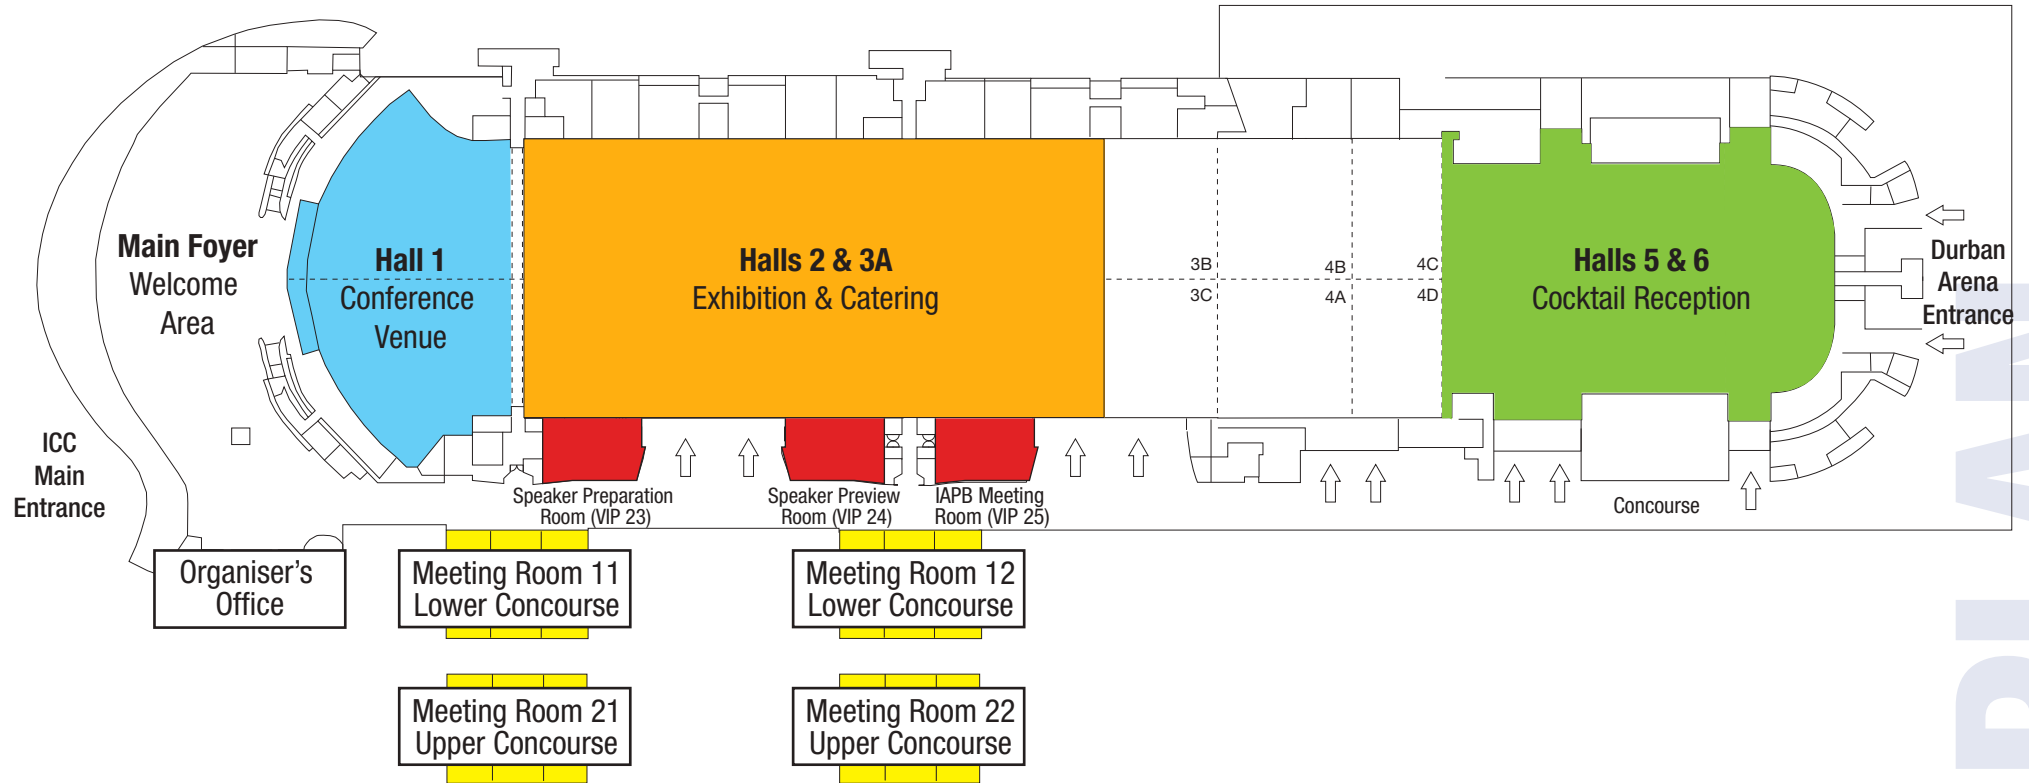 Main Foyer
Welcome
Area
Hall 1
Conference
Venue
Halls 2 & 3A
Exhibition & Catering
3B
3C
4B
4A
4C
4D
Halls 5 & 6
Cocktail Reception
Durban
Arena
Entrance
ICC
Main
Entrance
Speaker Preparation
Room (VIP 23)
Speaker Preview
Room (VIP 24)
IAPB Meeting
Room (VIP 25)
Concourse
Organiser's
Office
Meeting Room 11
Lower Concourse
Meeting Room 12
Lower Concourse
Meeting Room 21
Upper Concourse
Meeting Room 22
Upper Concourse
PLAN